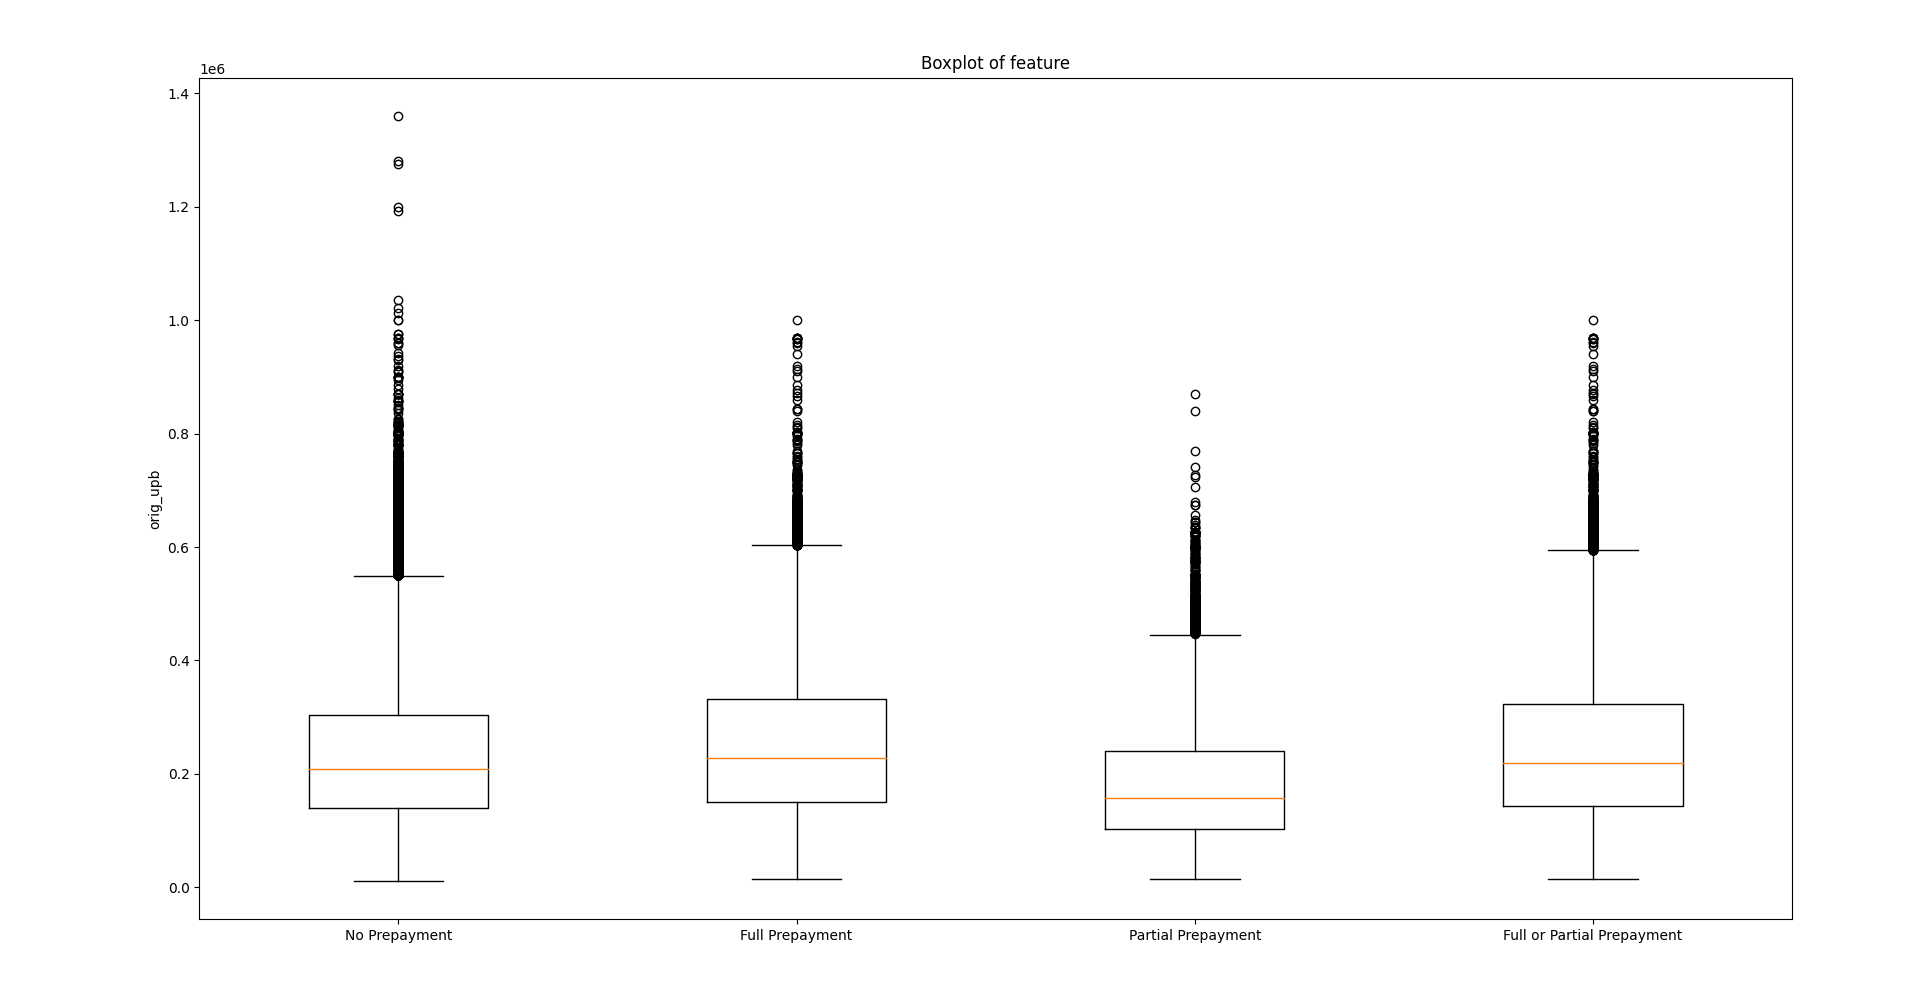 Boxplot of feature
1e6
1.4
1.2
1.0
0.8
0.6
0.4
0.2
0.0
orig_upb
No Prepayment
Full Prepayment
Partial Prepayment
Full or Partial Prepayment